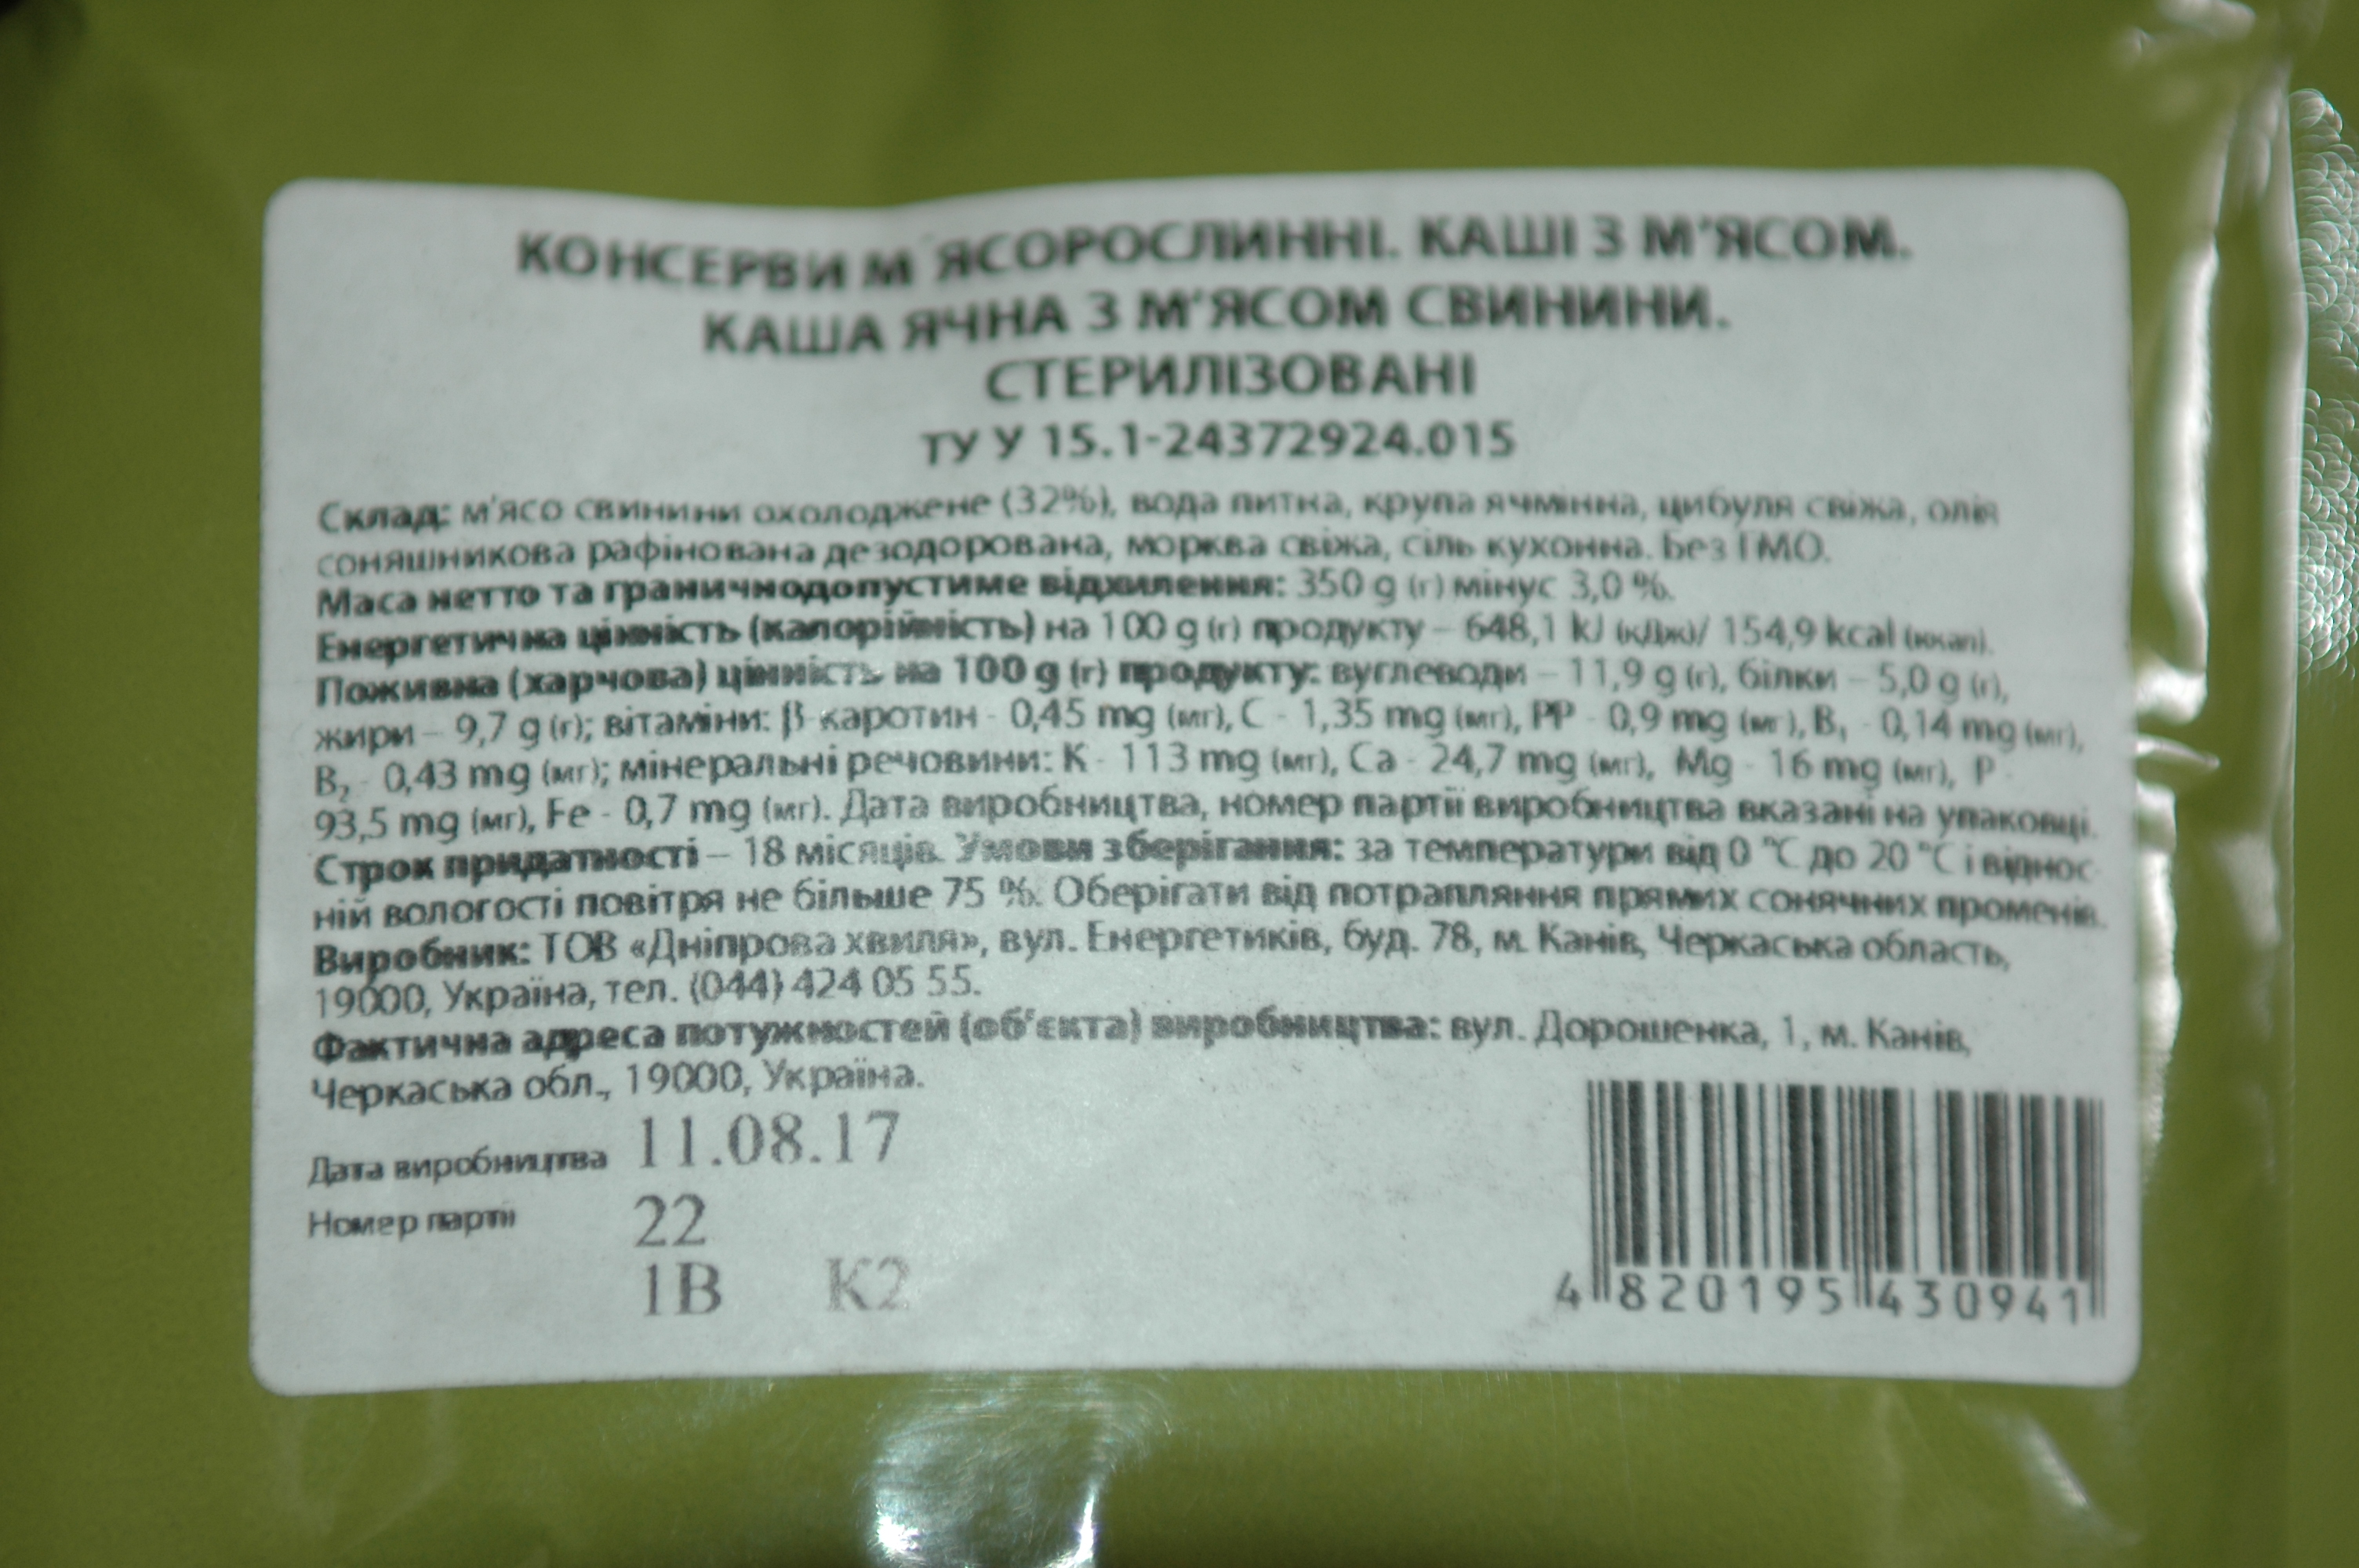 КОНСЕРВИ М'ЯСОРОСЛИННІ. КАШІ З М'ЯСОМ.
КАША ЯЧНА З М'ЯСОМ СВИНИНИ.
СТЕРИЛІЗОВАНІ
ТУ У 15.1-24372924.015
Склад: м'ясо свинини охолоджене (32%), вода питна, крупа ячмінна, цибуля свіжа, олія
соняшникова рафінована дезодорована, морква свіжа, сіль кухонна. Без ГМО.
Маса нетто та граничнодопустиме відхилення: 350 g (г) мінус 3,0 %.
Енергетична цінність (калорійність) на 100 g (г) продукту – 648,1 kJ (кДж)/ 154,9 kcal (ккал).
Поживна (харчова) цінність на 100 g (г) продукту: вуглеводи – 11,9 g (г), білки – 5,0 g (г),
жири – 9,7 g (г); вітаміни: β-каротин - 0,45 mg (мг), С - 1,35 mg (мг), РР - 0,9 mg (мг), В₁ - 0,14 mg (мг),
В₂ - 0,43 mg (мг); мінеральні речовини: К - 113 mg (мг), Ca - 24,7 mg (мг), Mg - 16 mg (мг), Р -
93,5 mg (мг), Fe - 0,7 mg (мг). Дата виробництва, номер партії виробництва вказані на упаковці.
Строк придатності – 18 місяців. Умови зберігання: за температури від 0 °С до 20 °С і віднос-
ній вологості повітря не більше 75 %. Оберігати від потрапляння прямих сонячних променів.
Виробник: ТОВ «Дніпрова хвиля», вул. Енергетиків, буд. 78, м. Канів, Черкаська область,
19000, Україна, тел. (044) 424 05 55.
Фактична адреса потужностей (об'єкта) виробництва: вул. Дорошенка, 1, м. Канів,
Черкаська обл., 19000, Україна.
Дата виробництва 11.08.17
Номер партії 22
1В К2
4 820195 430941